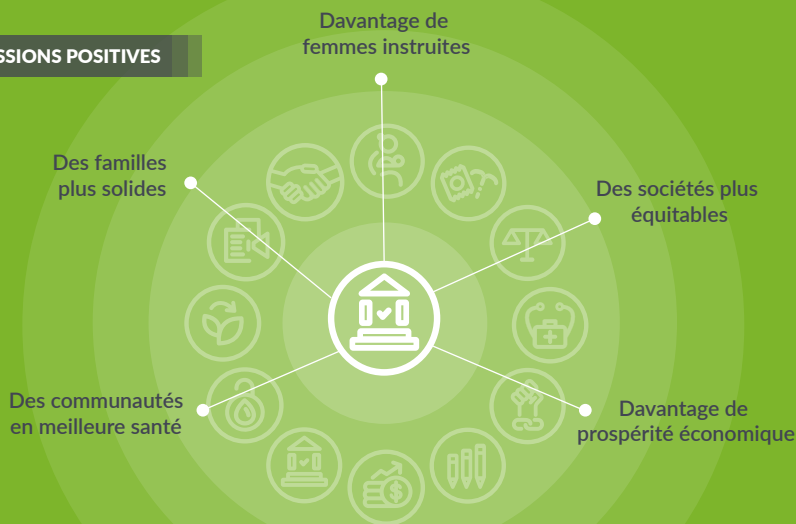 Davantage de
femmes instruites
POSITIVES
Des familles
plus solides
Des sociétés plus
équitables
Des communautés
en meilleure santé
Davantage de
prospérité économique